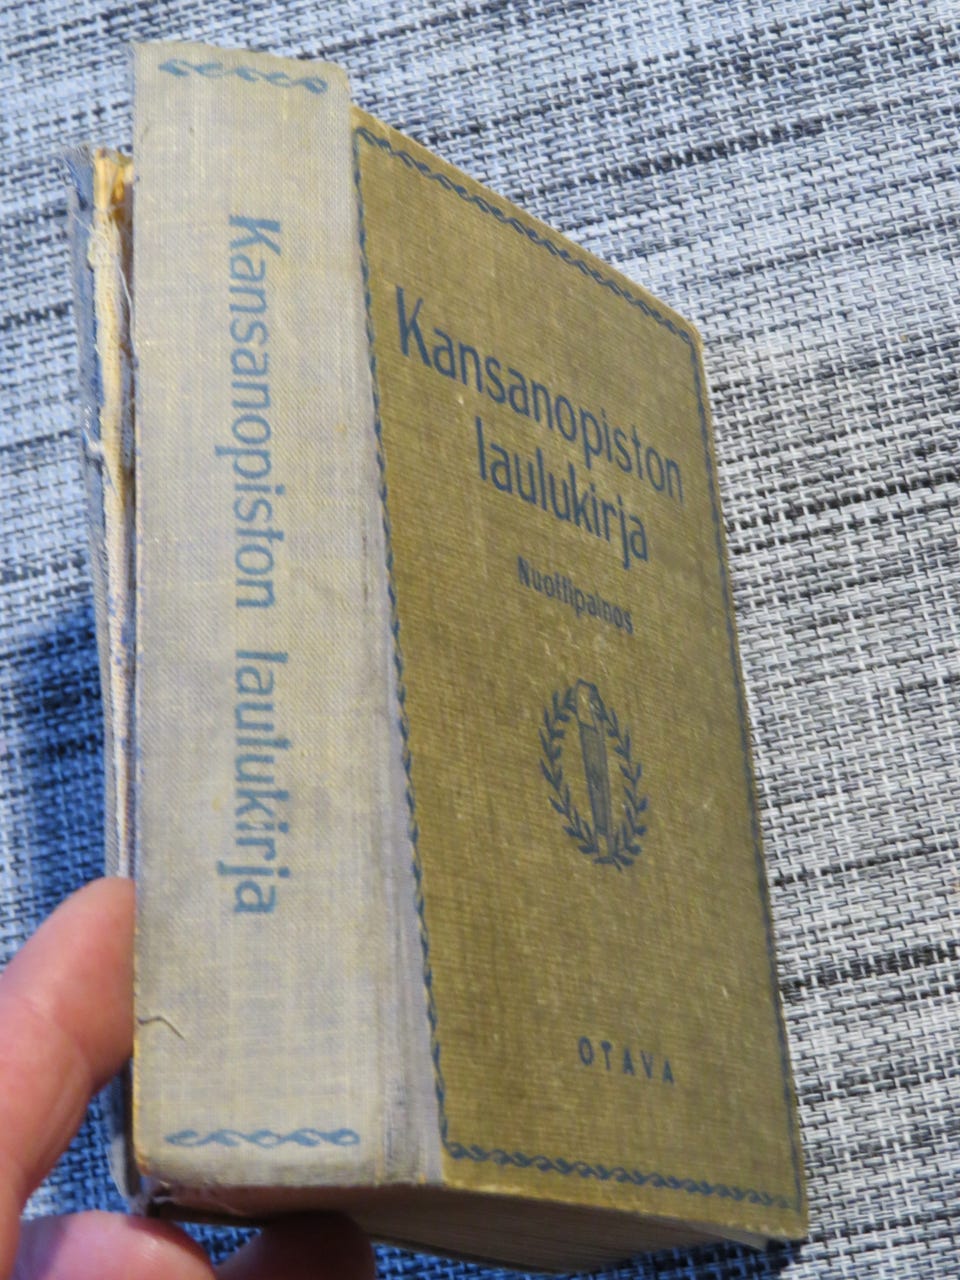 Kansanopiston laulukirja
Kansanopiston
laulukirja
Nuottipainos
OTAVA